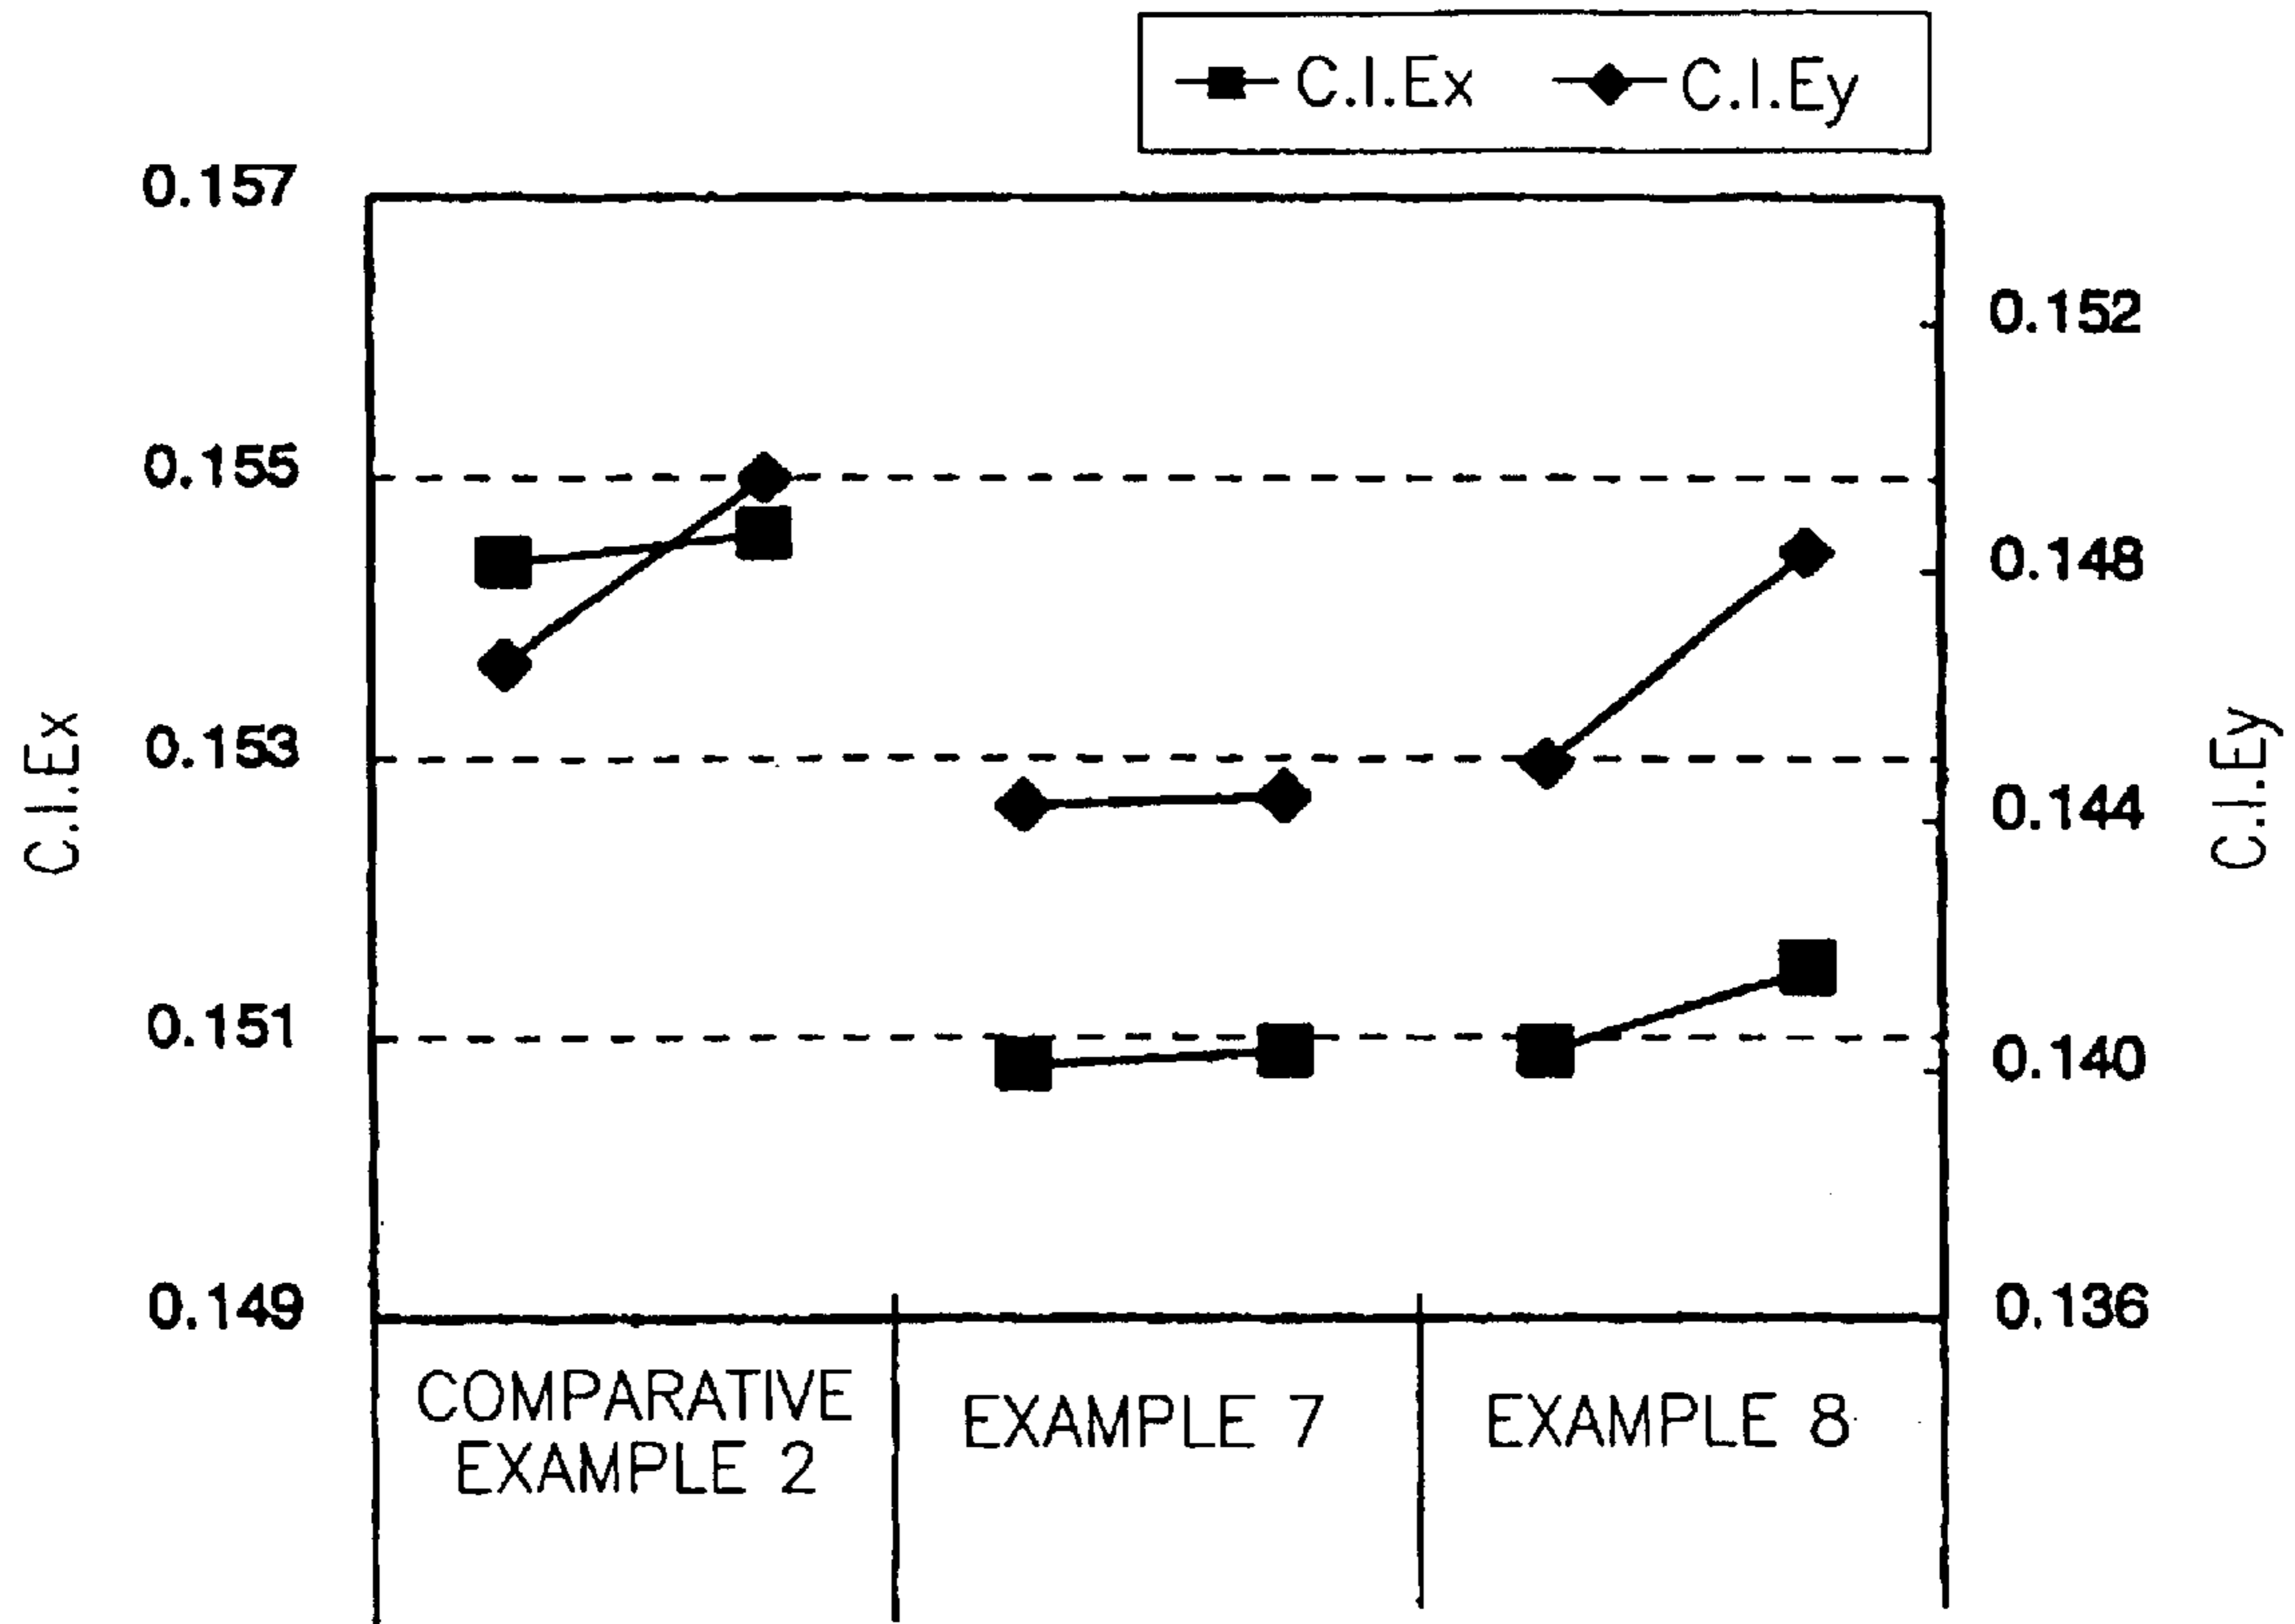 C.I.Ex C.I.Ey
0.157
0.155
0.153
0.151
0.149
C.I.Ex
0.152
0.148
0.144
0.140
0.136
C.I.Ey
COMPARATIVE
EXAMPLE 2
EXAMPLE 7
EXAMPLE 8